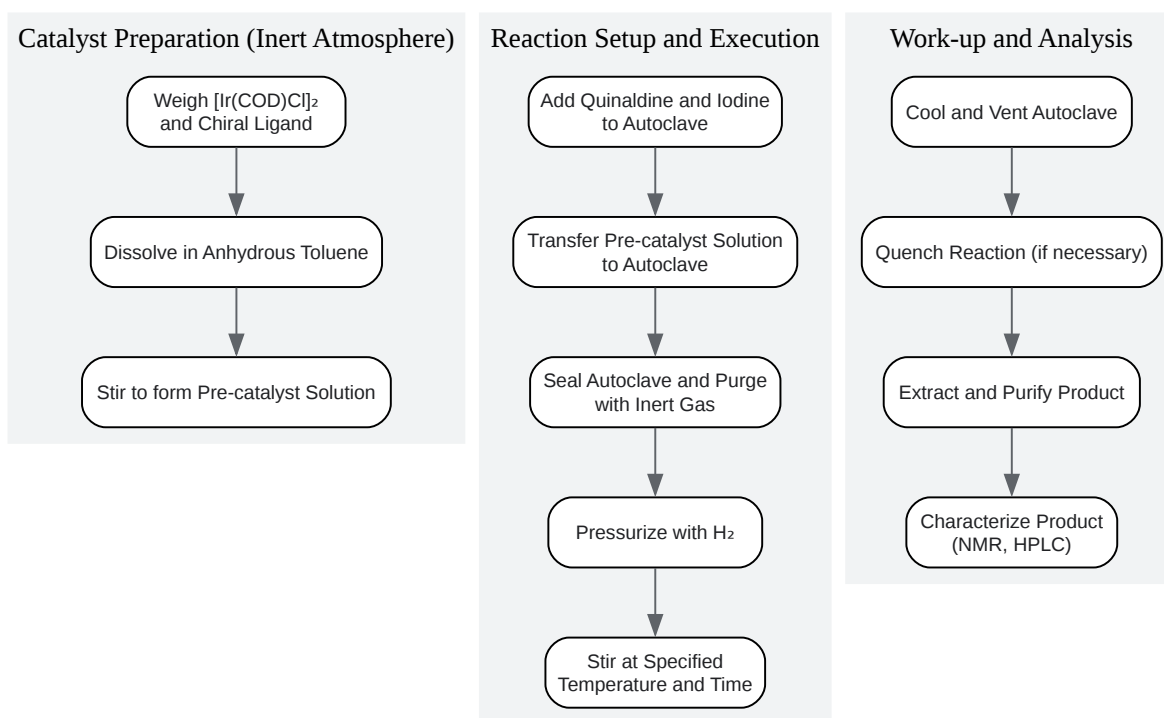 Catalyst Preparation (Inert Atmosphere)
Weigh [Ir(COD)Cl]₂
and Chiral Ligand
Dissolve in Anhydrous Toluene
Stir to form Pre-catalyst Solution
Reaction Setup and Execution
Add Quinaldine and Iodine
to Autoclave
Transfer Pre-catalyst Solution
to Autoclave
Seal Autoclave and Purge
with Inert Gas
Pressurize with H₂
Stir at Specified
Temperature and Time
Work-up and Analysis
Cool and Vent Autoclave
Quench Reaction (if necessary)
Extract and Purify Product
Characterize Product
(NMR, HPLC)